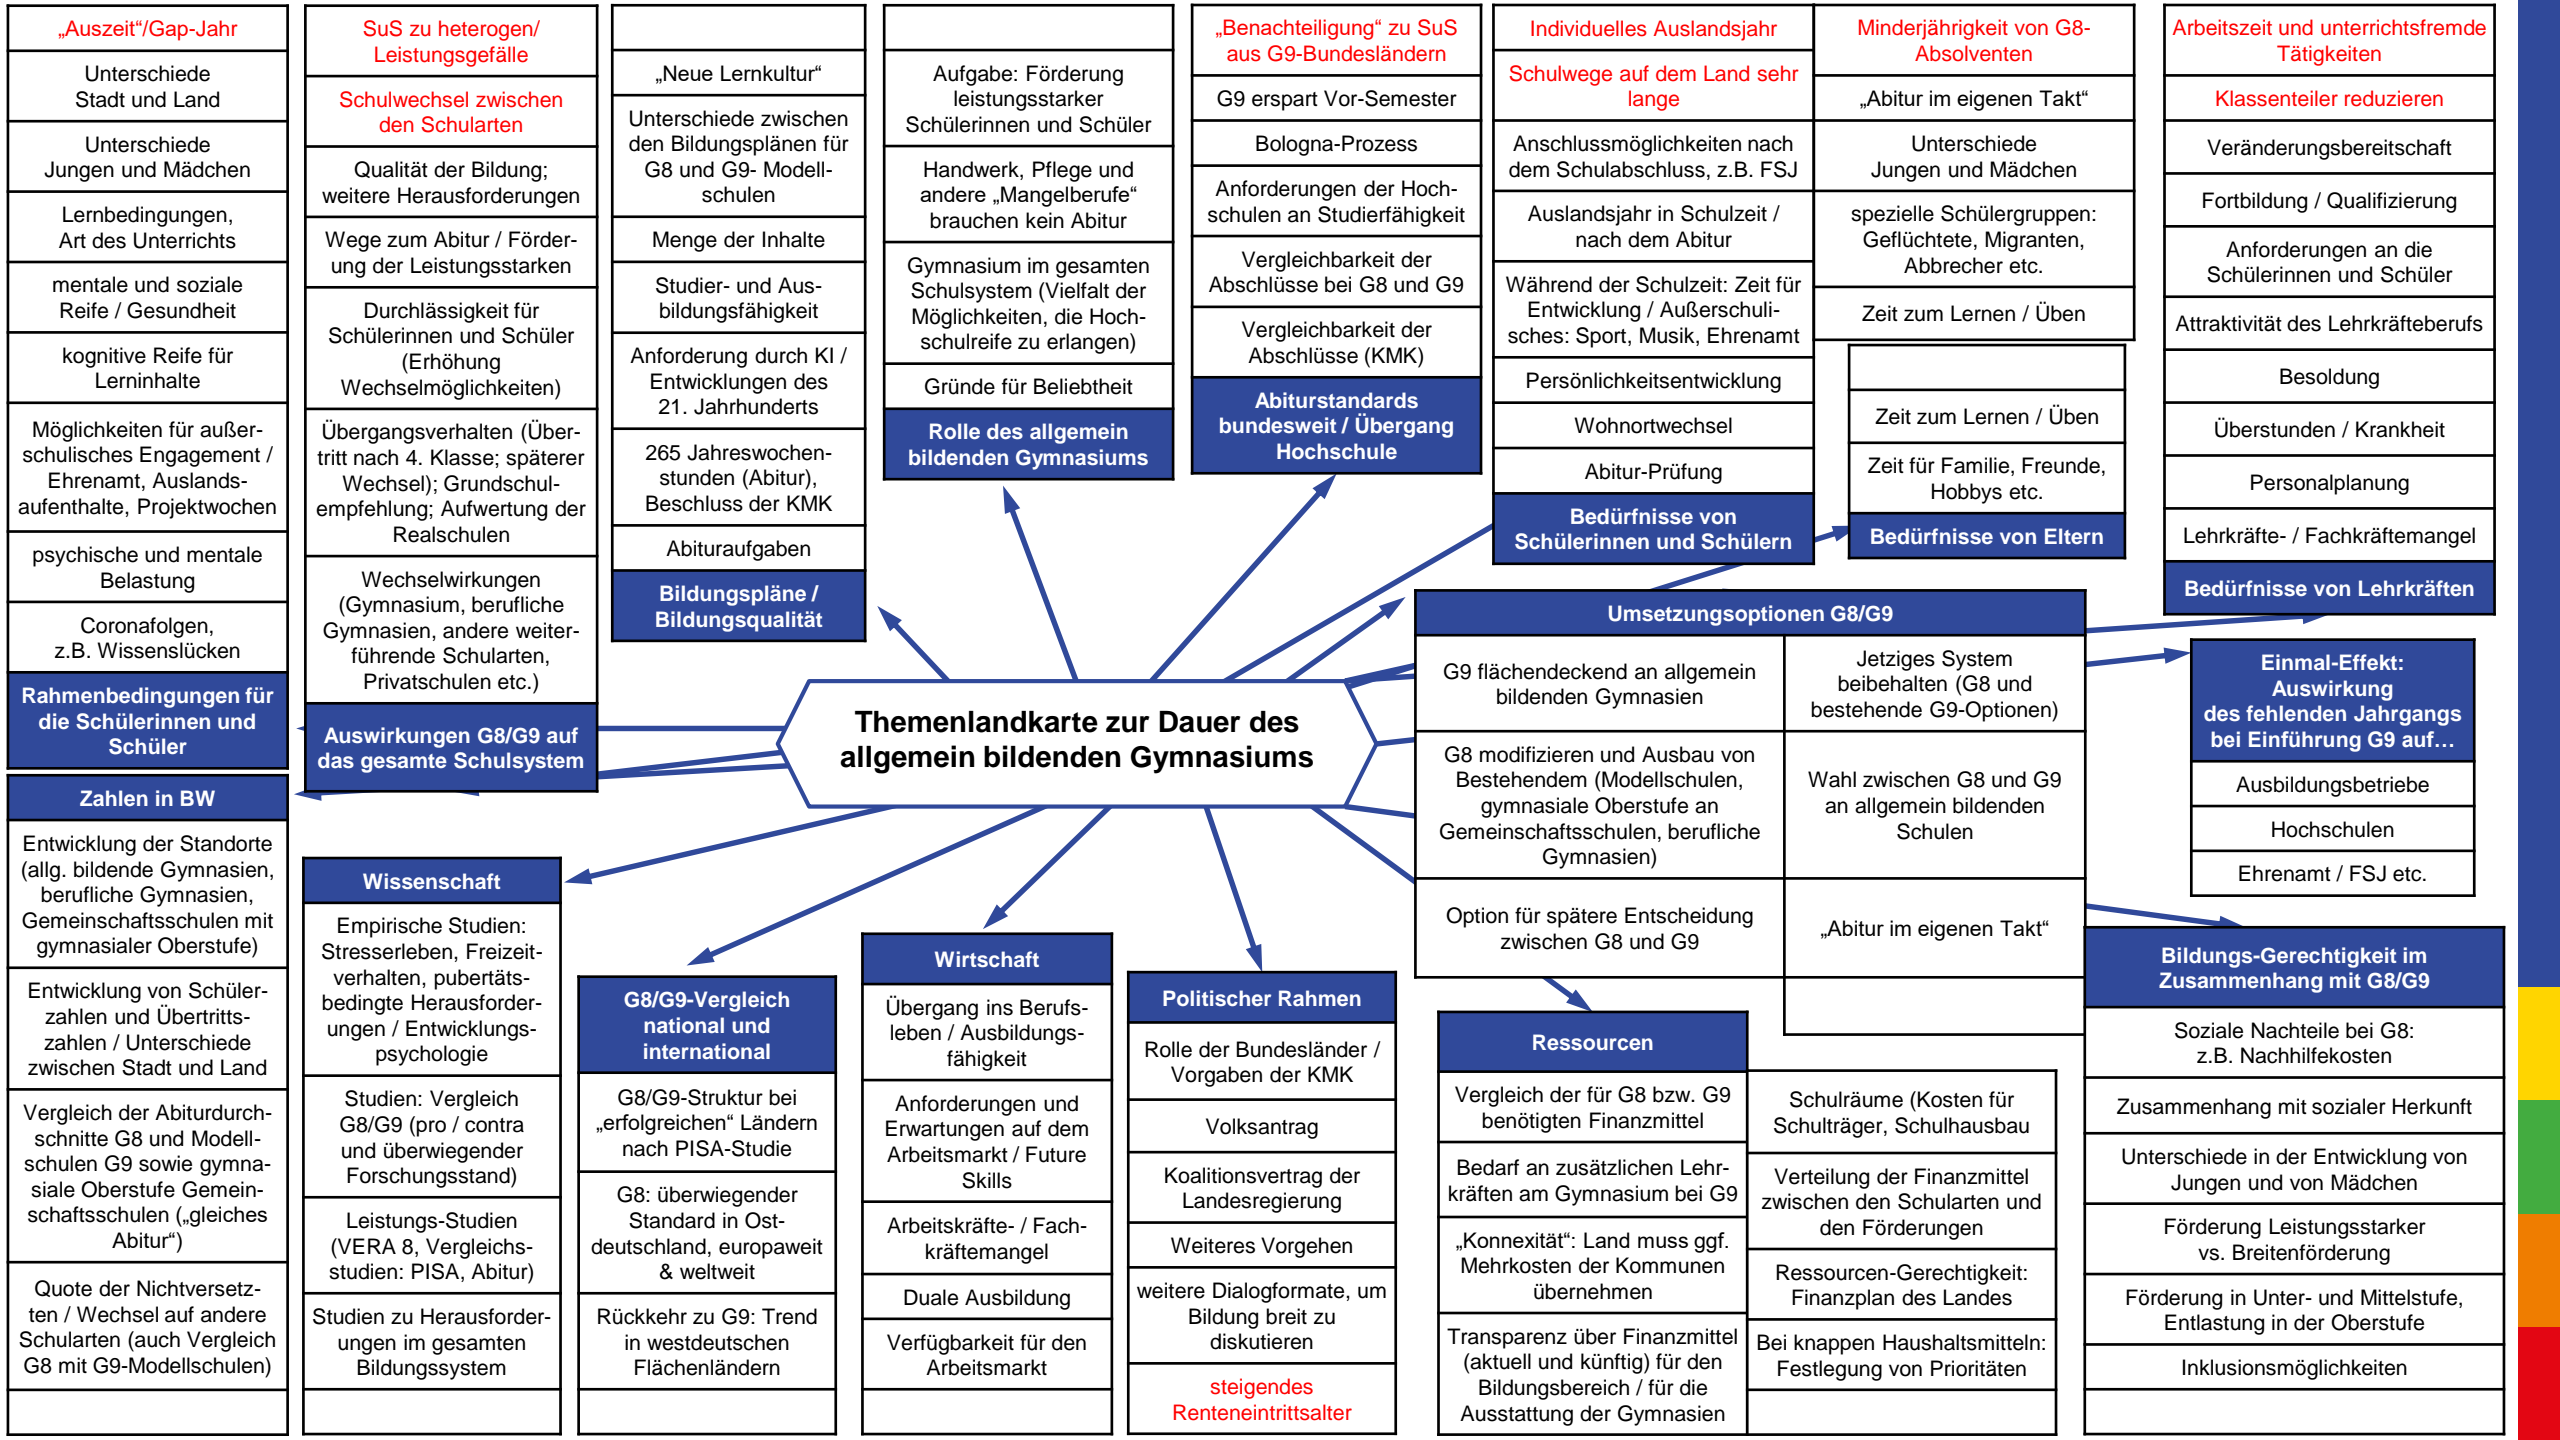 „Auszeit“/Gap-Jahr
Unterschiede
Stadt und Land
Unterschiede
Jungen und Mädchen
Lernbedingungen,
Art des Unterrichts
mentale und soziale
Reife / Gesundheit
kognitive Reife für
Lerninhalte
Möglichkeiten für außer-
schulisches Engagement /
Ehrenamt, Auslands-
aufenthalte, Projektwochen
psychische und mentale
Belastung
Coronafolgen,
z.B. Wissenslücken
Rahmenbedingungen für
die Schülerinnen und
Schüler
SuS zu heterogen/
Leistungsgefälle
Schulwechsel zwischen
den Schularten
Qualität der Bildung;
weitere Herausforderungen
Wege zum Abitur / Förder-
ung der Leistungsstarken
Durchlässigkeit für
Schülerinnen und Schüler
(Erhöhung
Wechselmöglichkeiten)
Übergangsverhalten (Über-
tritt nach 4. Klasse; späterer
Wechsel); Grundschul-
empfehlung; Aufwertung der
Realschulen
Wechselwirkungen
(Gymnasium, berufliche
Gymnasien, andere weiter-
führende Schularten,
Privatschulen etc.)
Auswirkungen G8/G9 auf
das gesamte Schulsystem
„Neue Lernkultur“
Unterschiede zwischen
den Bildungsplänen für
G8 und G9- Modell-
schulen
Menge der Inhalte
Studier- und Aus-
bildungsfähigkeit
Anforderung durch KI /
Entwicklungen des
21. Jahrhunderts
265 Jahreswochen-
stunden (Abitur),
Beschluss der KMK
Abituraufgaben
Bildungspläne /
Bildungsqualität
Aufgabe: Förderung
leistungsstarker
Schülerinnen und Schüler
Handwerk, Pflege und
andere „Mangelberufe“
brauchen kein Abitur
Gymnasium im gesamten
Schulsystem (Vielfalt der
Möglichkeiten, die Hoch-
schulreife zu erlangen)
Gründe für Beliebtheit
Rolle des allgemein
bildenden Gymnasiums
„Benachteiligung“ zu SuS
aus G9-Bundesländern
G9 erspart Vor-Semester
Bologna-Prozess
Anforderungen der Hoch-
schulen an Studierfähigkeit
Vergleichbarkeit der
Abschlüsse bei G8 und G9
Vergleichbarkeit der
Abschlüsse (KMK)
Abiturstandards
bundesweit / Übergang
Hochschule
Individuelles Auslandsjahr
Schulwege auf dem Land sehr
lange
Anschlussmöglichkeiten nach
dem Schulabschluss, z.B. FSJ
Auslandsjahr in Schulzeit /
nach dem Abitur
Während der Schulzeit: Zeit für
Entwicklung / Außerschuli-
sches: Sport, Musik, Ehrenamt
Persönlichkeitsentwicklung
Wohnortwechsel
Abitur-Prüfung
Bedürfnisse von
Schülerinnen und Schülern
Minderjährigkeit von G8-
Absolventen
„Abitur im eigenen Takt“
Unterschiede
Jungen und Mädchen
spezielle Schülergruppen:
Geflüchtete, Migranten,
Abbrecher etc.
Zeit zum Lernen / Üben
Zeit zum Lernen / Üben
Zeit für Familie, Freunde,
Hobbys etc.
Bedürfnisse von Eltern
Arbeitszeit und unterrichtsfremde
Tätigkeiten
Klassenteiler reduzieren
Veränderungsbereitschaft
Fortbildung / Qualifizierung
Anforderungen an die
Schülerinnen und Schüler
Attraktivität des Lehrkräfteberufs
Besoldung
Überstunden / Krankheit
Personalplanung
Lehrkräfte- / Fachkräftemangel
Bedürfnisse von Lehrkräften
Themenlandkarte zur Dauer des
allgemein bildenden Gymnasiums
Umsetzungsoptionen G8/G9
G9 flächendeckend an allgemein
bildenden Gymnasien
Jetziges System
beibehalten (G8 und
bestehende G9-Optionen)
G8 modifizieren und Ausbau von
Bestehendem (Modellschulen,
gymnasiale Oberstufe an
Gemeinschaftsschulen, berufliche
Gymnasien)
Wahl zwischen G8 und G9
an allgemein bildenden
Schulen
Option für spätere Entscheidung
zwischen G8 und G9
„Abitur im eigenen Takt“
Einmal-Effekt:
Auswirkung
des fehlenden Jahrgangs
bei Einführung G9 auf…
Ausbildungsbetriebe
Hochschulen
Ehrenamt / FSJ etc.
Zahlen in BW
Entwicklung der Standorte
(allg. bildende Gymnasien,
berufliche Gymnasien,
Gemeinschaftsschulen mit
gymnasialer Oberstufe)
Entwicklung von Schüler-
zahlen und Übertritts-
zahlen / Unterschiede
zwischen Stadt und Land
Vergleich der Abiturdurch-
schnitte G8 und Modell-
schulen G9 sowie gymna-
siale Oberstufe Gemein-
schaftsschulen („gleiches
Abitur“)
Quote der Nichtversetz-
ten / Wechsel auf andere
Schularten (auch Vergleich
G8 mit G9-Modellschulen)
Wissenschaft
Empirische Studien:
Stresserleben, Freizeit-
verhalten, pubertäts-
bedingte Herausforder-
ungen / Entwicklungs-
psychologie
Studien: Vergleich
G8/G9 (pro / contra
und überwiegender
Forschungsstand)
Leistungs-Studien
(VERA 8, Vergleichs-
studien: PISA, Abitur)
Studien zu Herausforder-
ungen im gesamten
Bildungssystem
G8/G9-Vergleich
national und
international
G8/G9-Struktur bei
„erfolgreichen“ Ländern
nach PISA-Studie
G8: überwiegender
Standard in Ost-
deutschland, europaweit
& weltweit
Rückkehr zu G9: Trend
in westdeutschen
Flächenländern
Wirtschaft
Übergang ins Berufs-
leben / Ausbildungs-
fähigkeit
Anforderungen und
Erwartungen auf dem
Arbeitsmarkt / Future
Skills
Arbeitskräfte- / Fach-
kräftemangel
Duale Ausbildung
Verfügbarkeit für den
Arbeitsmarkt
Politischer Rahmen
Rolle der Bundesländer /
Vorgaben der KMK
Volksantrag
Koalitionsvertrag der
Landesregierung
Weiteres Vorgehen
weitere Dialogformate, um
Bildung breit zu
diskutieren
steigendes
Renteneintrittsalter
Ressourcen
Vergleich der für G8 bzw. G9
benötigten Finanzmittel
Bedarf an zusätzlichen Lehr-
kräften am Gymnasium bei G9
„Konnexität“: Land muss ggf.
Mehrkosten der Kommunen
übernehmen
Transparenz über Finanzmittel
(aktuell und künftig) für den
Bildungsbereich / für die
Ausstattung der Gymnasien
Schulräume (Kosten für
Schulträger, Schulhausbau
Verteilung der Finanzmittel
zwischen den Schularten und
den Förderungen
Ressourcen-Gerechtigkeit:
Finanzplan des Landes
Bei knappen Haushaltsmitteln:
Festlegung von Prioritäten
Bildungs-Gerechtigkeit im
Zusammenhang mit G8/G9
Soziale Nachteile bei G8:
z.B. Nachhilfekosten
Zusammenhang mit sozialer Herkunft
Unterschiede in der Entwicklung von
Jungen und von Mädchen
Förderung Leistungsstarker
vs. Breitenförderung
Förderung in Unter- und Mittelstufe,
Entlastung in der Oberstufe
Inklusionsmöglichkeiten